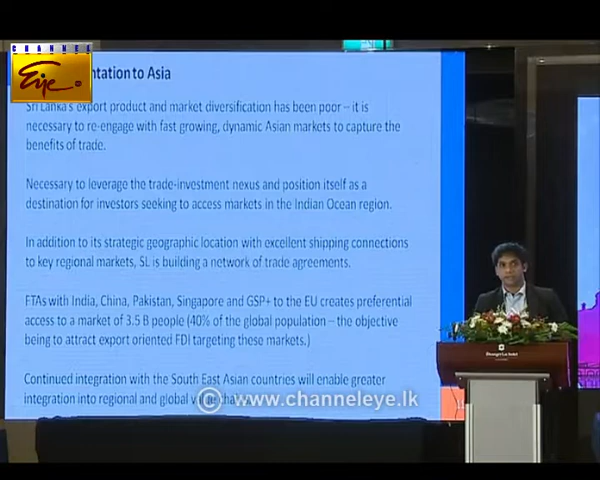 CHANNEL
Eye
ntation to Asia
Sri Lanka's export product and market diversification has been poor – it is
necessary to re-engage with fast growing, dynamic Asian markets to capture the
benefits of trade.
Necessary to leverage the trade-investment nexus and position itself as a
destination for investors seeking to access markets in the Indian Ocean region.
In addition to its strategic geographic location with excellent shipping connections
to key regional markets, SL is building a network of trade agreements.
FTAs with India, China, Pakistan, Singapore and GSP+ to the EU creates preferential
access to a market of 3.5 B people (40% of the global population – the objective
being to attract export oriented FDI targeting these markets.)
Continued integration with the South East Asian countries will enable greater
integration into regional and global
© www.channeleye.lk
Shangri-La hotel